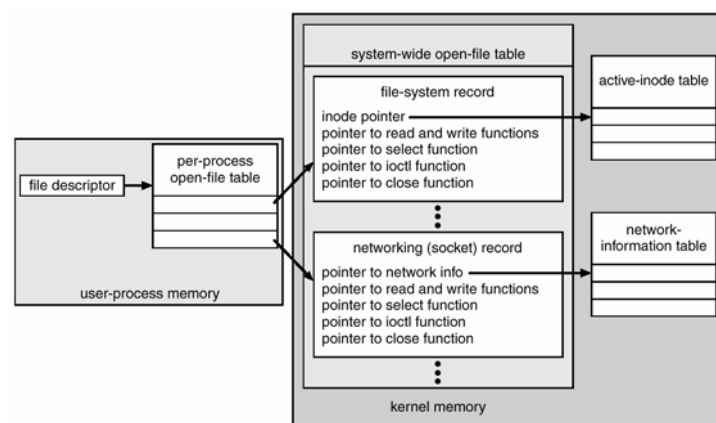 system-wide open-file table
file-system record
inode pointer
pointer to read and write functions
pointer to select function
pointer to ioctl function
pointer to close function
active-inode table
per-process
open-file table
file descriptor
user-process memory
networking (socket) record
pointer to network info
pointer to read and write functions
pointer to select function
pointer to ioctl function
pointer to close function
network-
information table
kernel memory